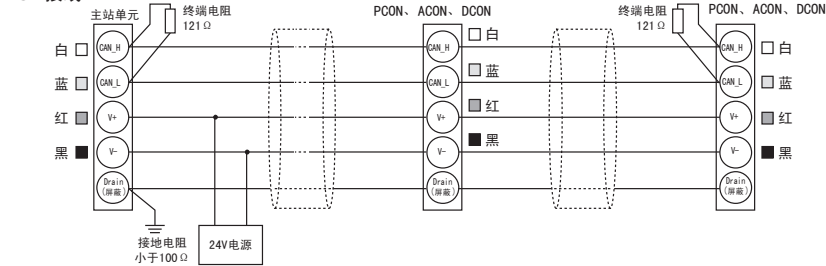 主站单元
终端电阻
121Ω
PCON、ACON、DCON
终端电阻
121Ω
PCON、ACON、DCON
白
CAN_H
CAN_H
白
CAN_H
白
蓝
CAN_L
CAN_L
蓝
CAN_L
蓝
红
V+
V+
红
V+
红
黑
V-
V-
黑
V-
黑
Drain
(屏蔽)
Drain
(屏蔽)
Drain
(屏蔽)
接地电阻
小于100Ω
24V电源